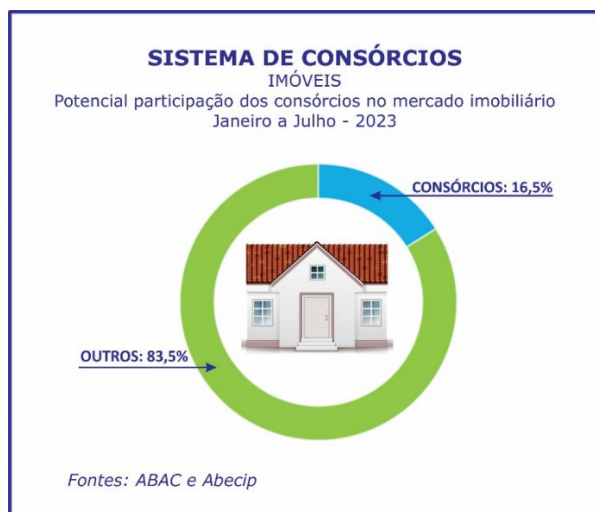 SISTEMA DE CONSÓRCIOS
IMÓVEIS
Potencial participação dos consórcios no mercado imobiliário
Janeiro a Julho - 2023
CONSÓRCIOS: 16,5%
OUTROS: 83,5%
Fontes: ABAC e Abecip